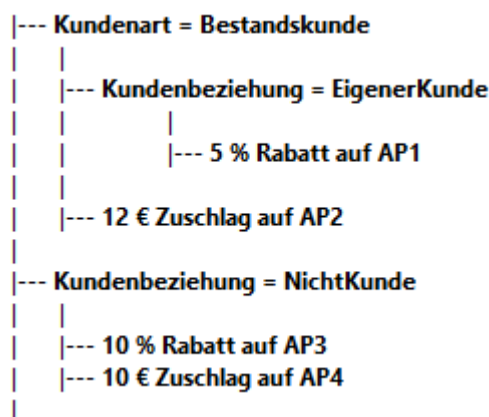 |--- Kundenart = Bestandskunde
|--- Kundenbeziehung = EigenerKunde
|--- 5 % Rabatt auf AP1
|--- 12 € Zuschlag auf AP2
|--- Kundenbeziehung = NichtKunde
|--- 10 % Rabatt auf AP3
|--- 10 € Zuschlag auf AP4